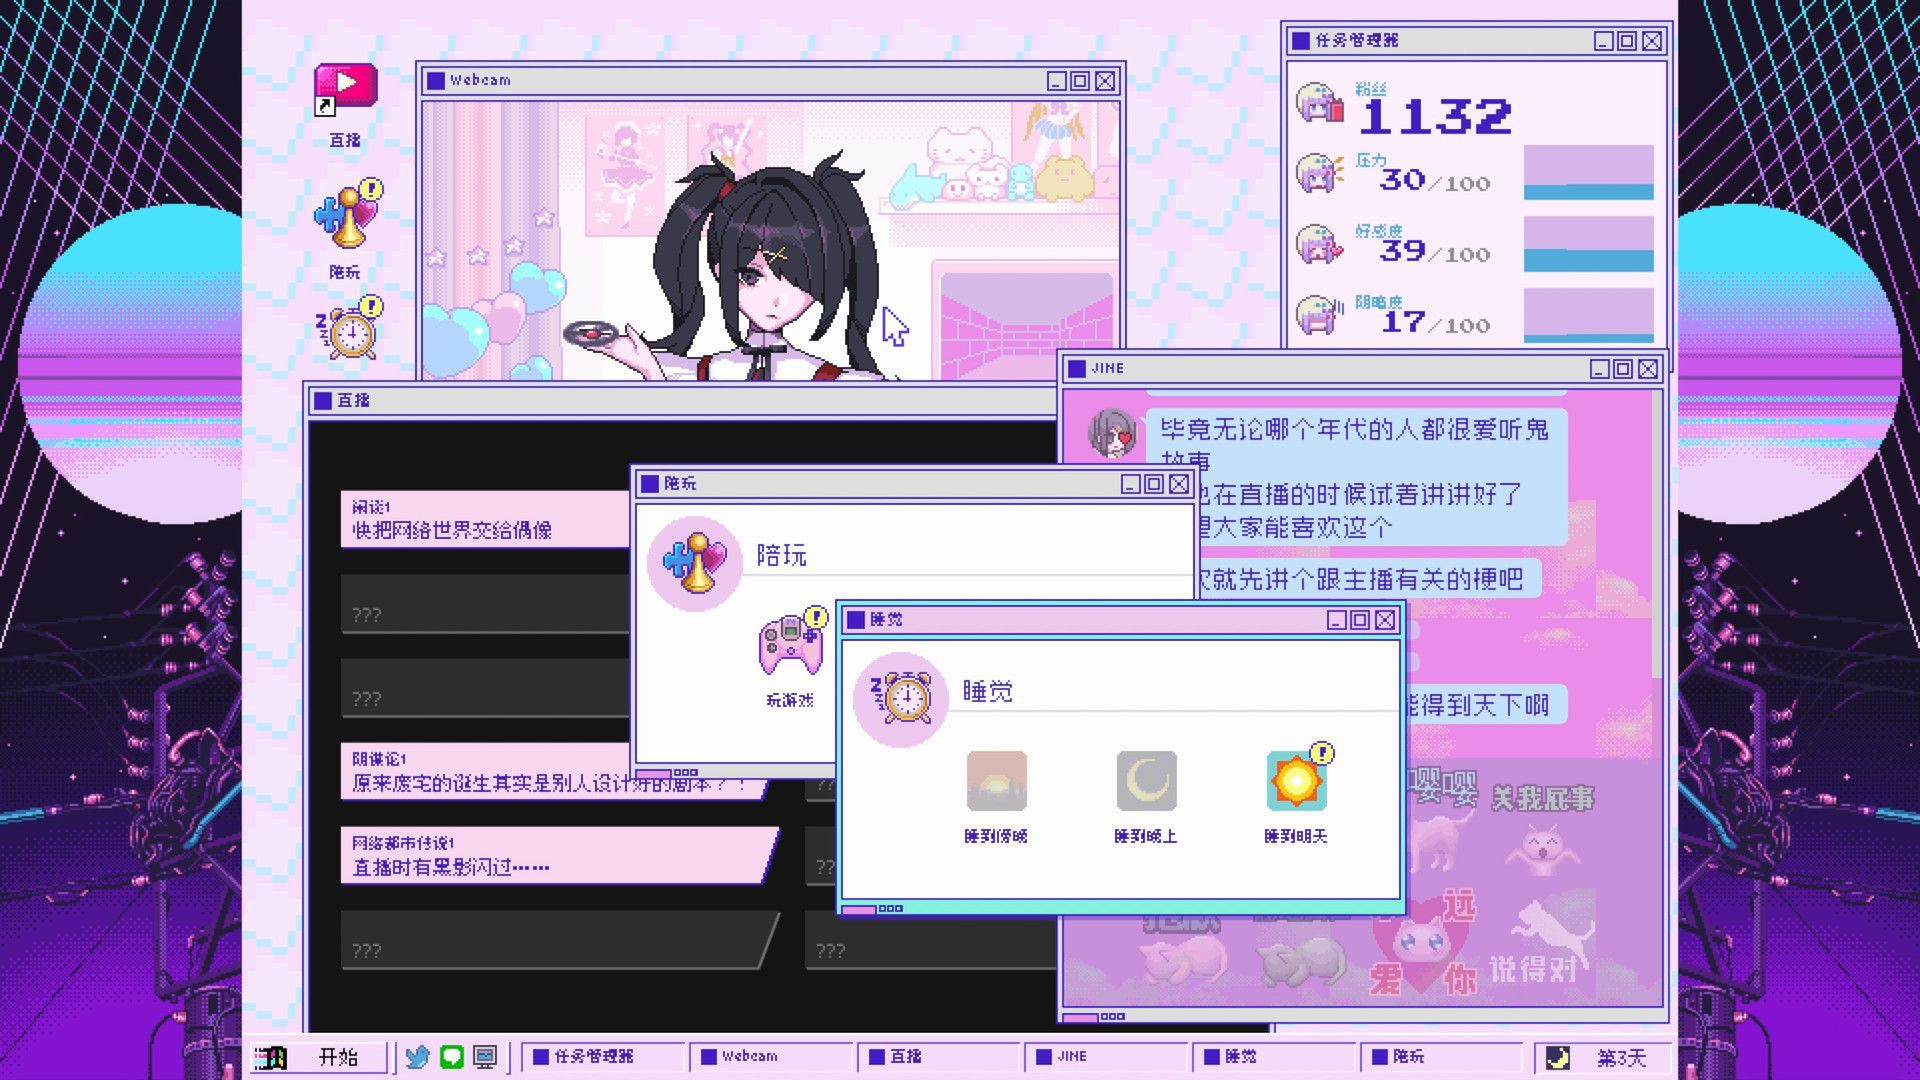 直播
陪玩
Webcam
任务管理器
粉丝
1132
压力
30/100
好感度
39/100
阴暗度
17/100
JINE
毕竟无论哪个年代的人都很爱听鬼
故事
也在直播的时候试着讲讲好了
望大家能喜欢这个
次就先讲个跟主播有关的梗吧
能得到天下啊
嘤嘤
关我屁事
远
爱
你
说得对
直播
闲谈1
快把网络世界交给偶像
???
???
阴谋论1
原来废宅的诞生其实是别人设计好的剧本？！
??
网络都市传说1
直播时有黑影闪过……
??
???
???
陪玩
陪玩
玩游戏
睡觉
睡觉
睡到傍晚
睡到晚上
睡到明天
开始
任务管理器
Webcam
直播
JINE
睡觉
陪玩
第3天